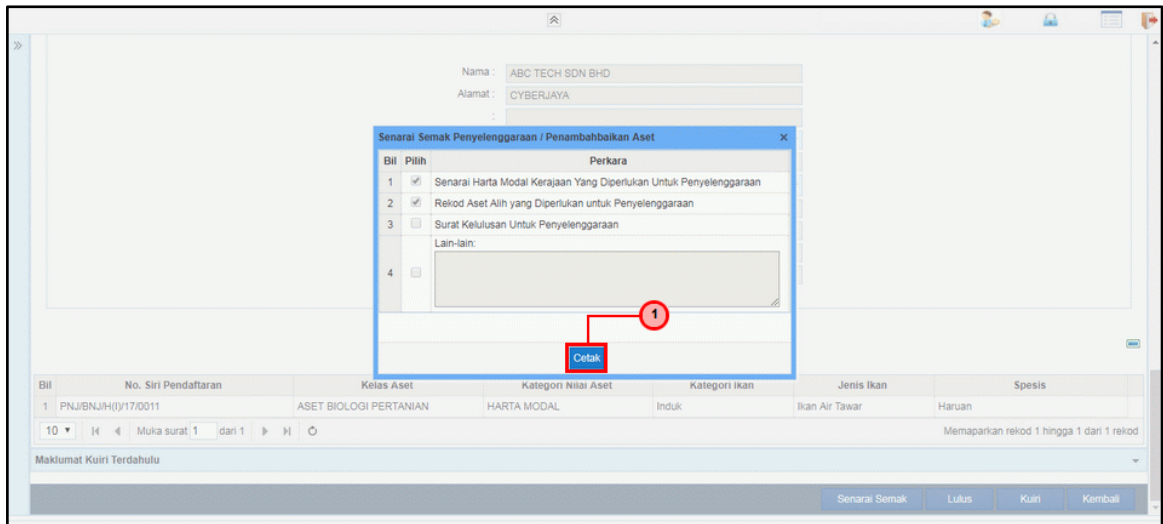 Nama : ABC TECH SDN BHD
Alamat : CYBERJAYA
:
Senarai Semak Penyelenggaraan / Penambahbaikan Aset ×
Bil Pilih Perkara
1 Senarai Harta Modal Kerajaan Yang Diperlukan Untuk Penyelenggaraan
2 Rekod Aset Alih yang Diperlukan untuk Penyelenggaraan
3 Surat Kelulusan Untuk Penyelenggaraan
Lain-lain:
4
1
Cetak
Bil No. Siri Pendaftaran Kelas Aset Kategori Nilai Aset Kategori Ikan Jenis Ikan Spesis
1 PNJ/BNJ/H(I)/17/0011 ASET BIOLOGI PERTANIAN HARTA MODAL Induk Ikan Air Tawar Haruan
10 Muka surat 1 dari 1 Memaparkan rekod 1 hingga 1 dari 1 rekod
Maklumat Kuiri Terdahulu
Senarai Semak Lulus Kuiri Kembali